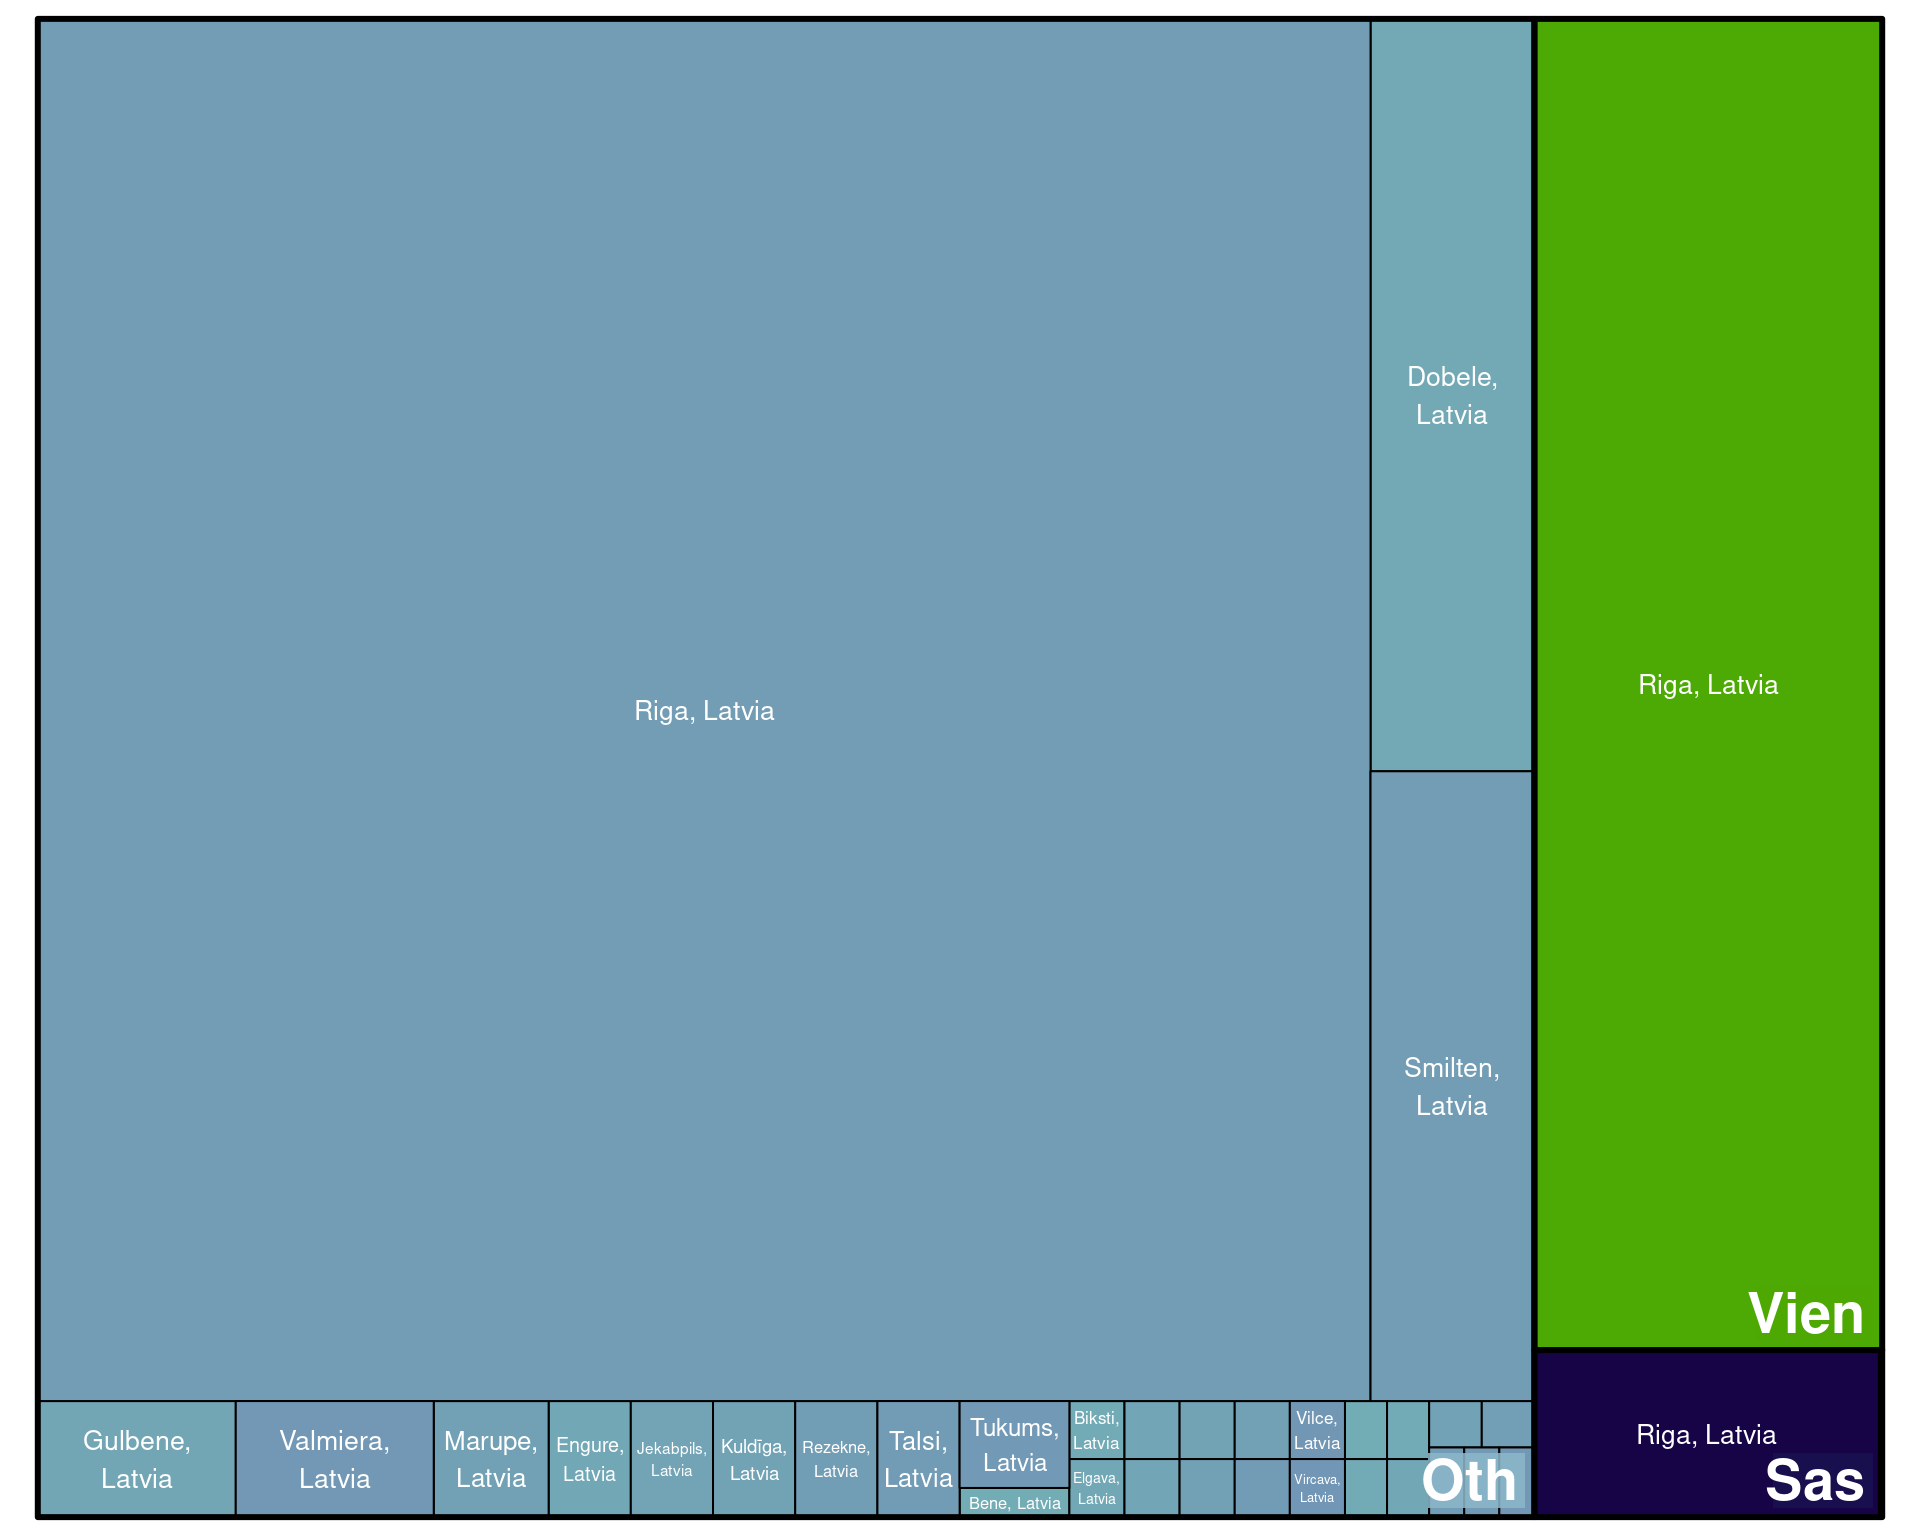 Riga, Latvia
Dobele,
Latvia
Smilten,
Latvia
Gulbene,
Latvia
Valmiera,
Latvia
Marupe,
Latvia
Engure,
Latvia
Jekabpils,
Latvia
Kuldīga,
Latvia
Rezekne,
Latvia
Talsi,
Latvia
Tukums,
Latvia
Bene, Latvia
Biksti,
Latvia
Elgava,
Latvia
Vilce,
Latvia
Vircava,
Latvia
Oth
Riga, Latvia
Vien
Riga, Latvia
Sas